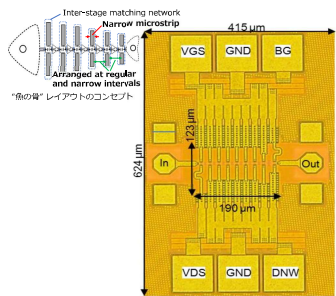 Inter-stage matching network
Narrow microstrip
Arranged at regular
and narrow intervals
"魚の骨" レイアウトのコンセプト
415 μm
624 μm
VGS
GND
BG
123 μm
In
Out
190 μm
VDS
GND
DNW